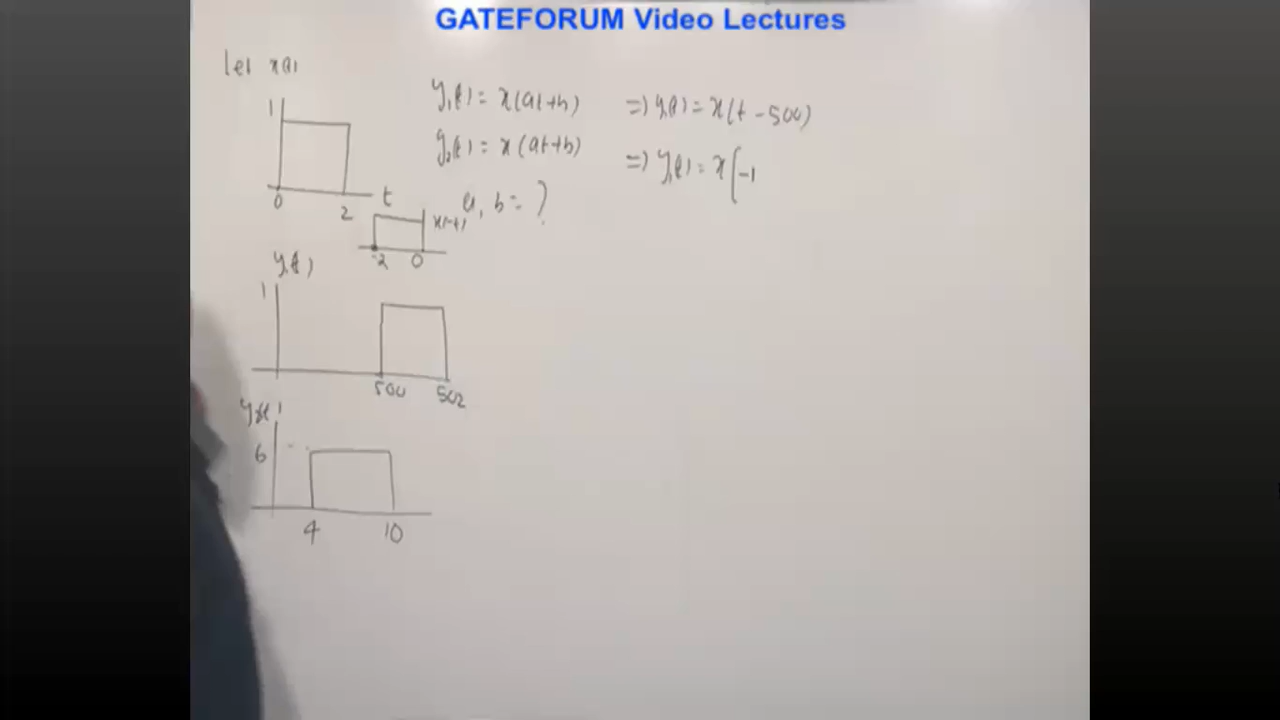 GATEFORUM Video Lectures
let x(t)
1
0 2 t
y₁(t) = x(at+b) ⇒ y₁(t) = x(t - 500)
y₂(t) = x(at+b) ⇒ y₁(t) = x[-1
a, b = ?
x(-t)
-2 0
y₁(t)
1
500 502
y₂(t)
6
4 10